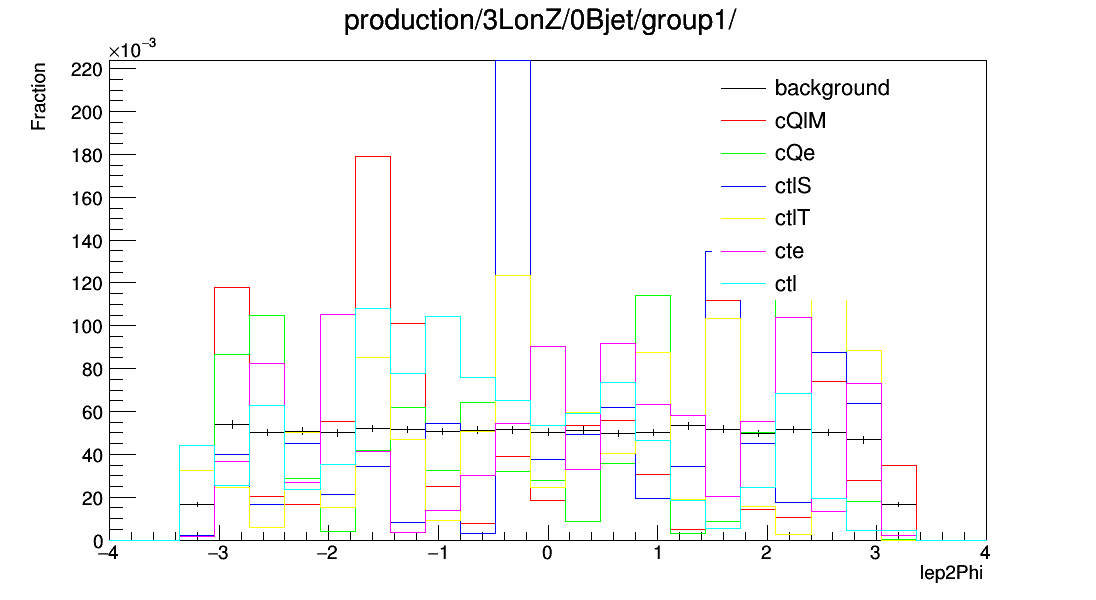 production/3LonZ/0Bjet/group1/
×10⁻³
Fraction
220
200
180
160
140
120
100
80
60
40
20
0
background
cQlM
cQe
ctlS
ctlT
cte
ctl
−4 −3 −2 −1 0 1 2 3 4
lep2Phi